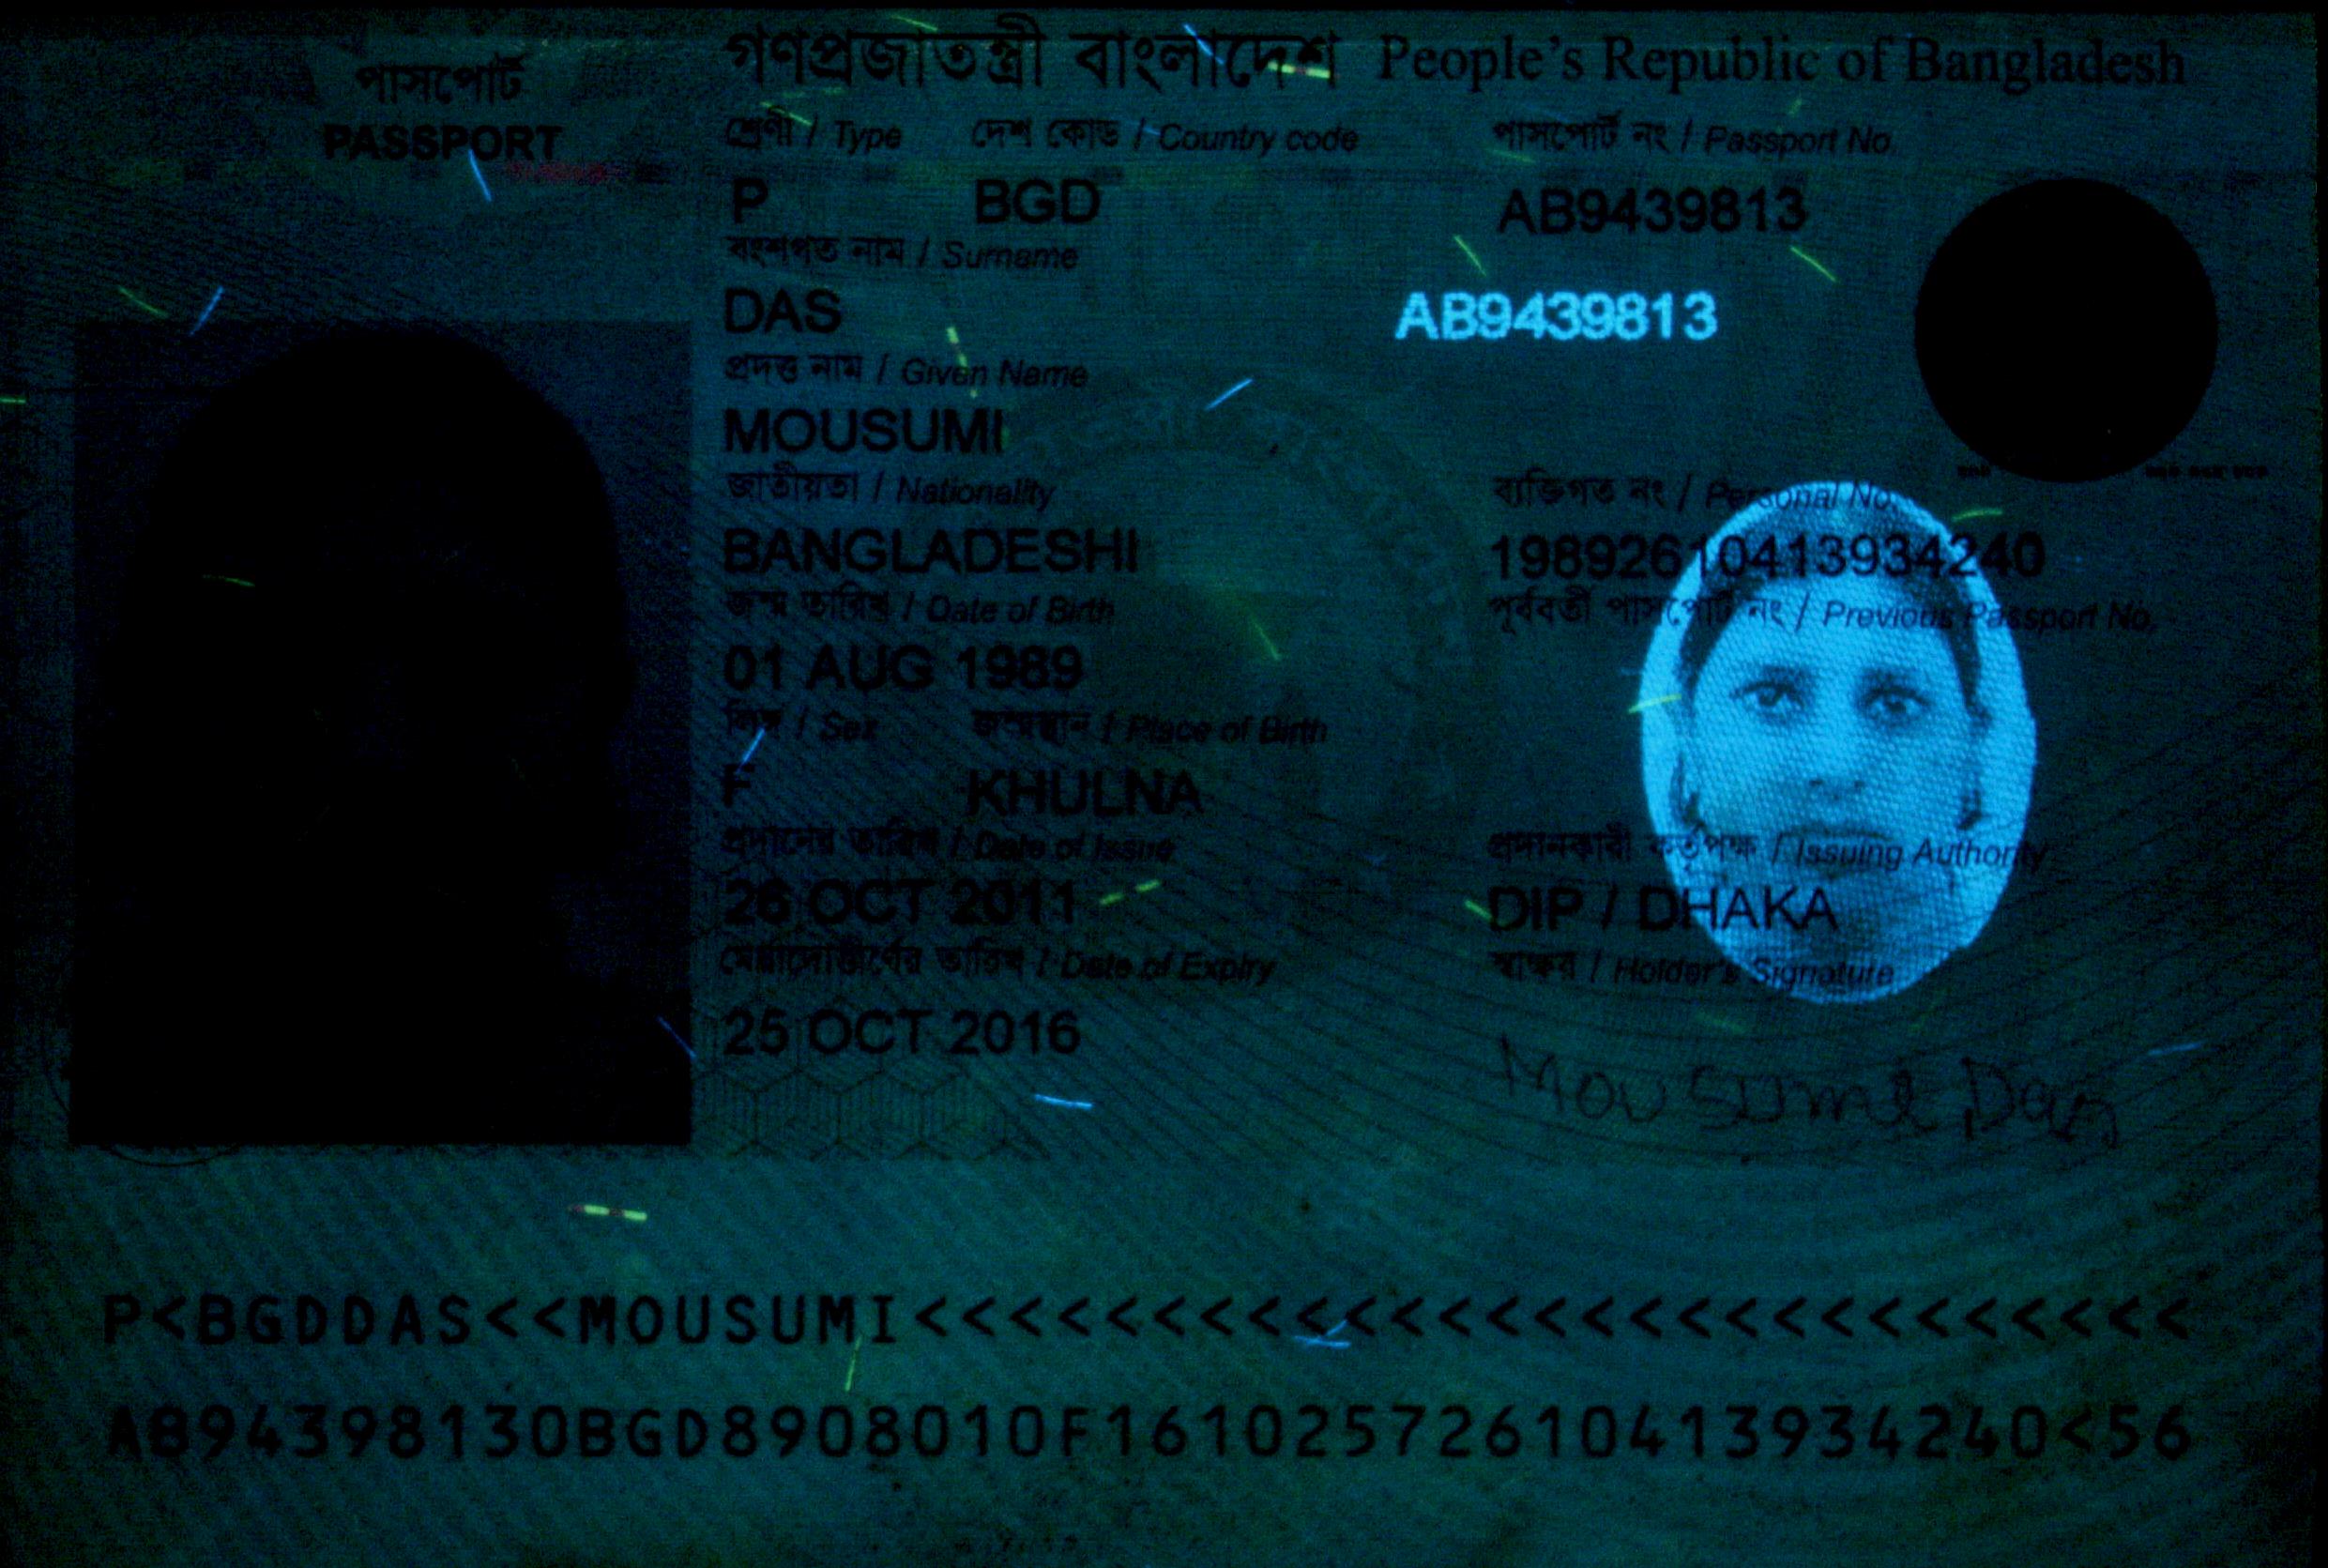 পাসপোর্ট
PASSPORT
গণপ্রজাতন্ত্রী বাংলাদেশ People's Republic of Bangladesh
শ্রেণী / Type দেশ কোড / Country code পাসপোর্ট নং / Passport No.
P BGD AB9439813
বংশগত নাম / Surname
DAS AB9439813
প্রদত্ত নাম / Given Name
MOUSUMI
জাতীয়তা / Nationality ব্যক্তিগত নং / Personal No.
BANGLADESHI 19892610413934240
জন্ম তারিখ / Date of Birth পূর্ববর্তী পাসপোর্ট নং / Previous Passport No.
01 AUG 1989
লিঙ্গ / Sex জন্মস্থান / Place of Birth
F KHULNA
প্রদানের তারিখ / Date of Issue প্রদানকারী কর্তৃপক্ষ / Issuing Authority
26 OCT 2011 DIP / DHAKA
মেয়াদোত্তীর্ণের তারিখ / Date of Expiry স্বাক্ষর / Holder's Signature
25 OCT 2016
Mousumi Das
P<BGDDAS<<MOUSUMI<<<<<<<<<<<<<<<<<<<<<<<<<<<
AB94398130BGD8908010F16102572610413934240<56